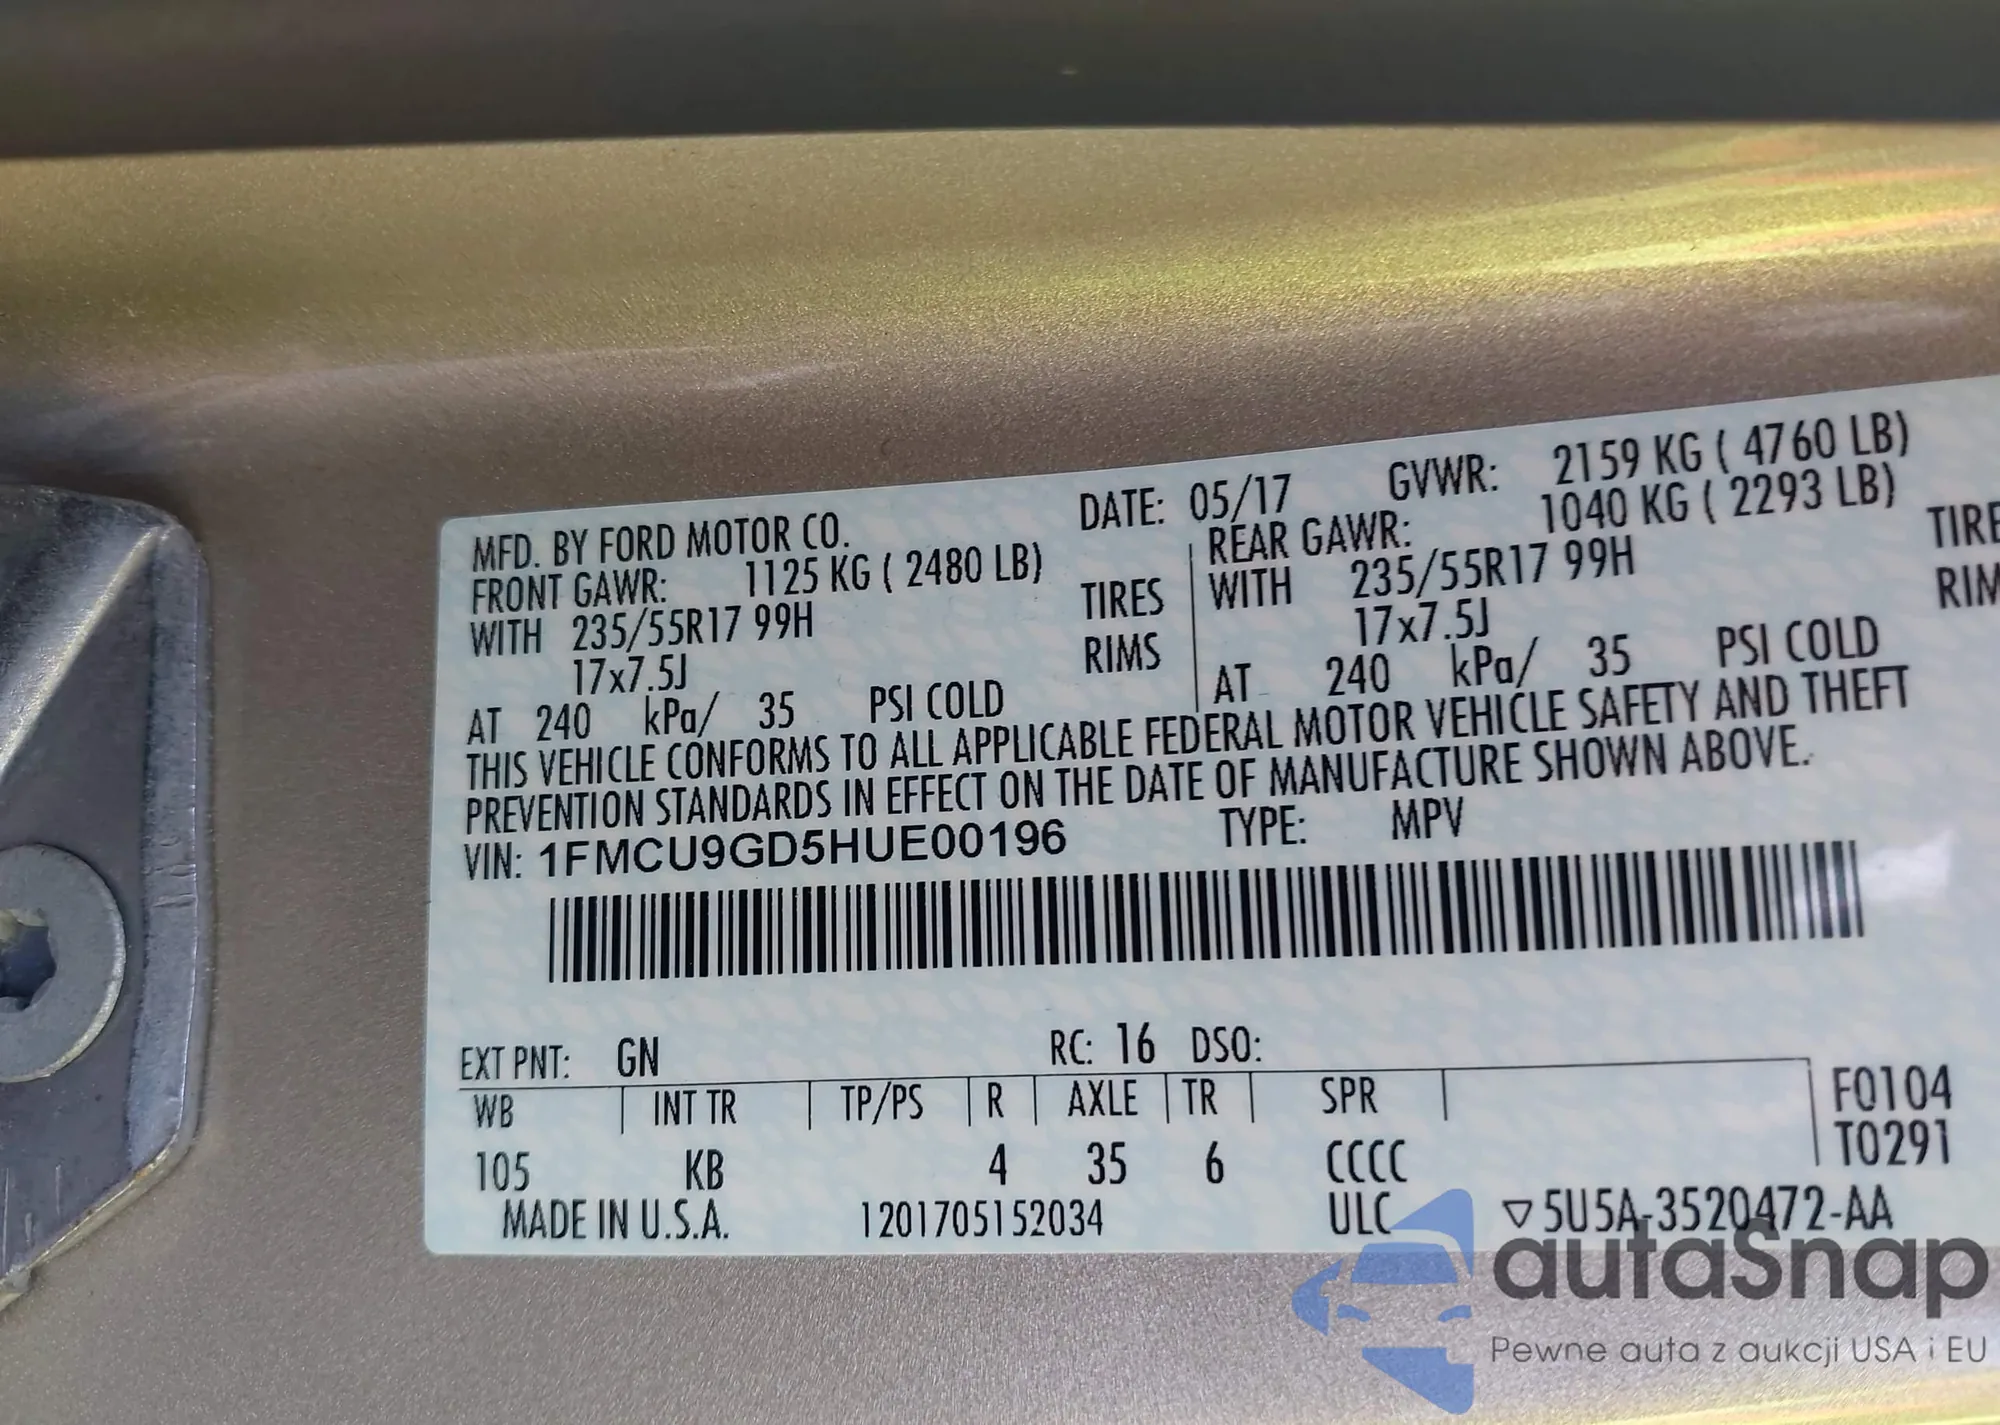 MFD. BY FORD MOTOR CO. DATE: 05/17 GVWR: 2159 KG ( 4760 LB)
FRONT GAWR: 1125 KG ( 2480 LB) REAR GAWR: 1040 KG ( 2293 LB)
WITH 235/55R17 99H TIRES WITH 235/55R17 99H TIRE
17x7.5J RIMS 17x7.5J RIM
AT 240 kPa/ 35 PSI COLD AT 240 kPa/ 35 PSI COLD
THIS VEHICLE CONFORMS TO ALL APPLICABLE FEDERAL MOTOR VEHICLE SAFETY AND THEFT
PREVENTION STANDARDS IN EFFECT ON THE DATE OF MANUFACTURE SHOWN ABOVE.
VIN: 1FMCU9GD5HUE00196 TYPE: MPV
EXT PNT: GN RC: 16 DSO:
WB INT TR TP/PS R AXLE TR SPR F0104
T0291
105 KB 4 35 6 CCCC
MADE IN U.S.A. 1201705152034 ULC ▽5U5A-3520472-AA
autaSnap
Pewne auta z aukcji USA i EU